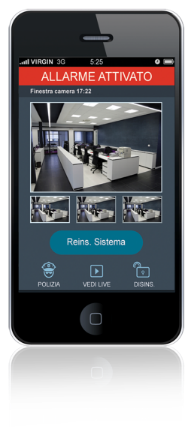 VIRGIN 3G 5:25
ALLARME ATTIVATO
Finestra camera 17:22
Reins. Sistema
POLIZIA VEDI LIVE DISINS.